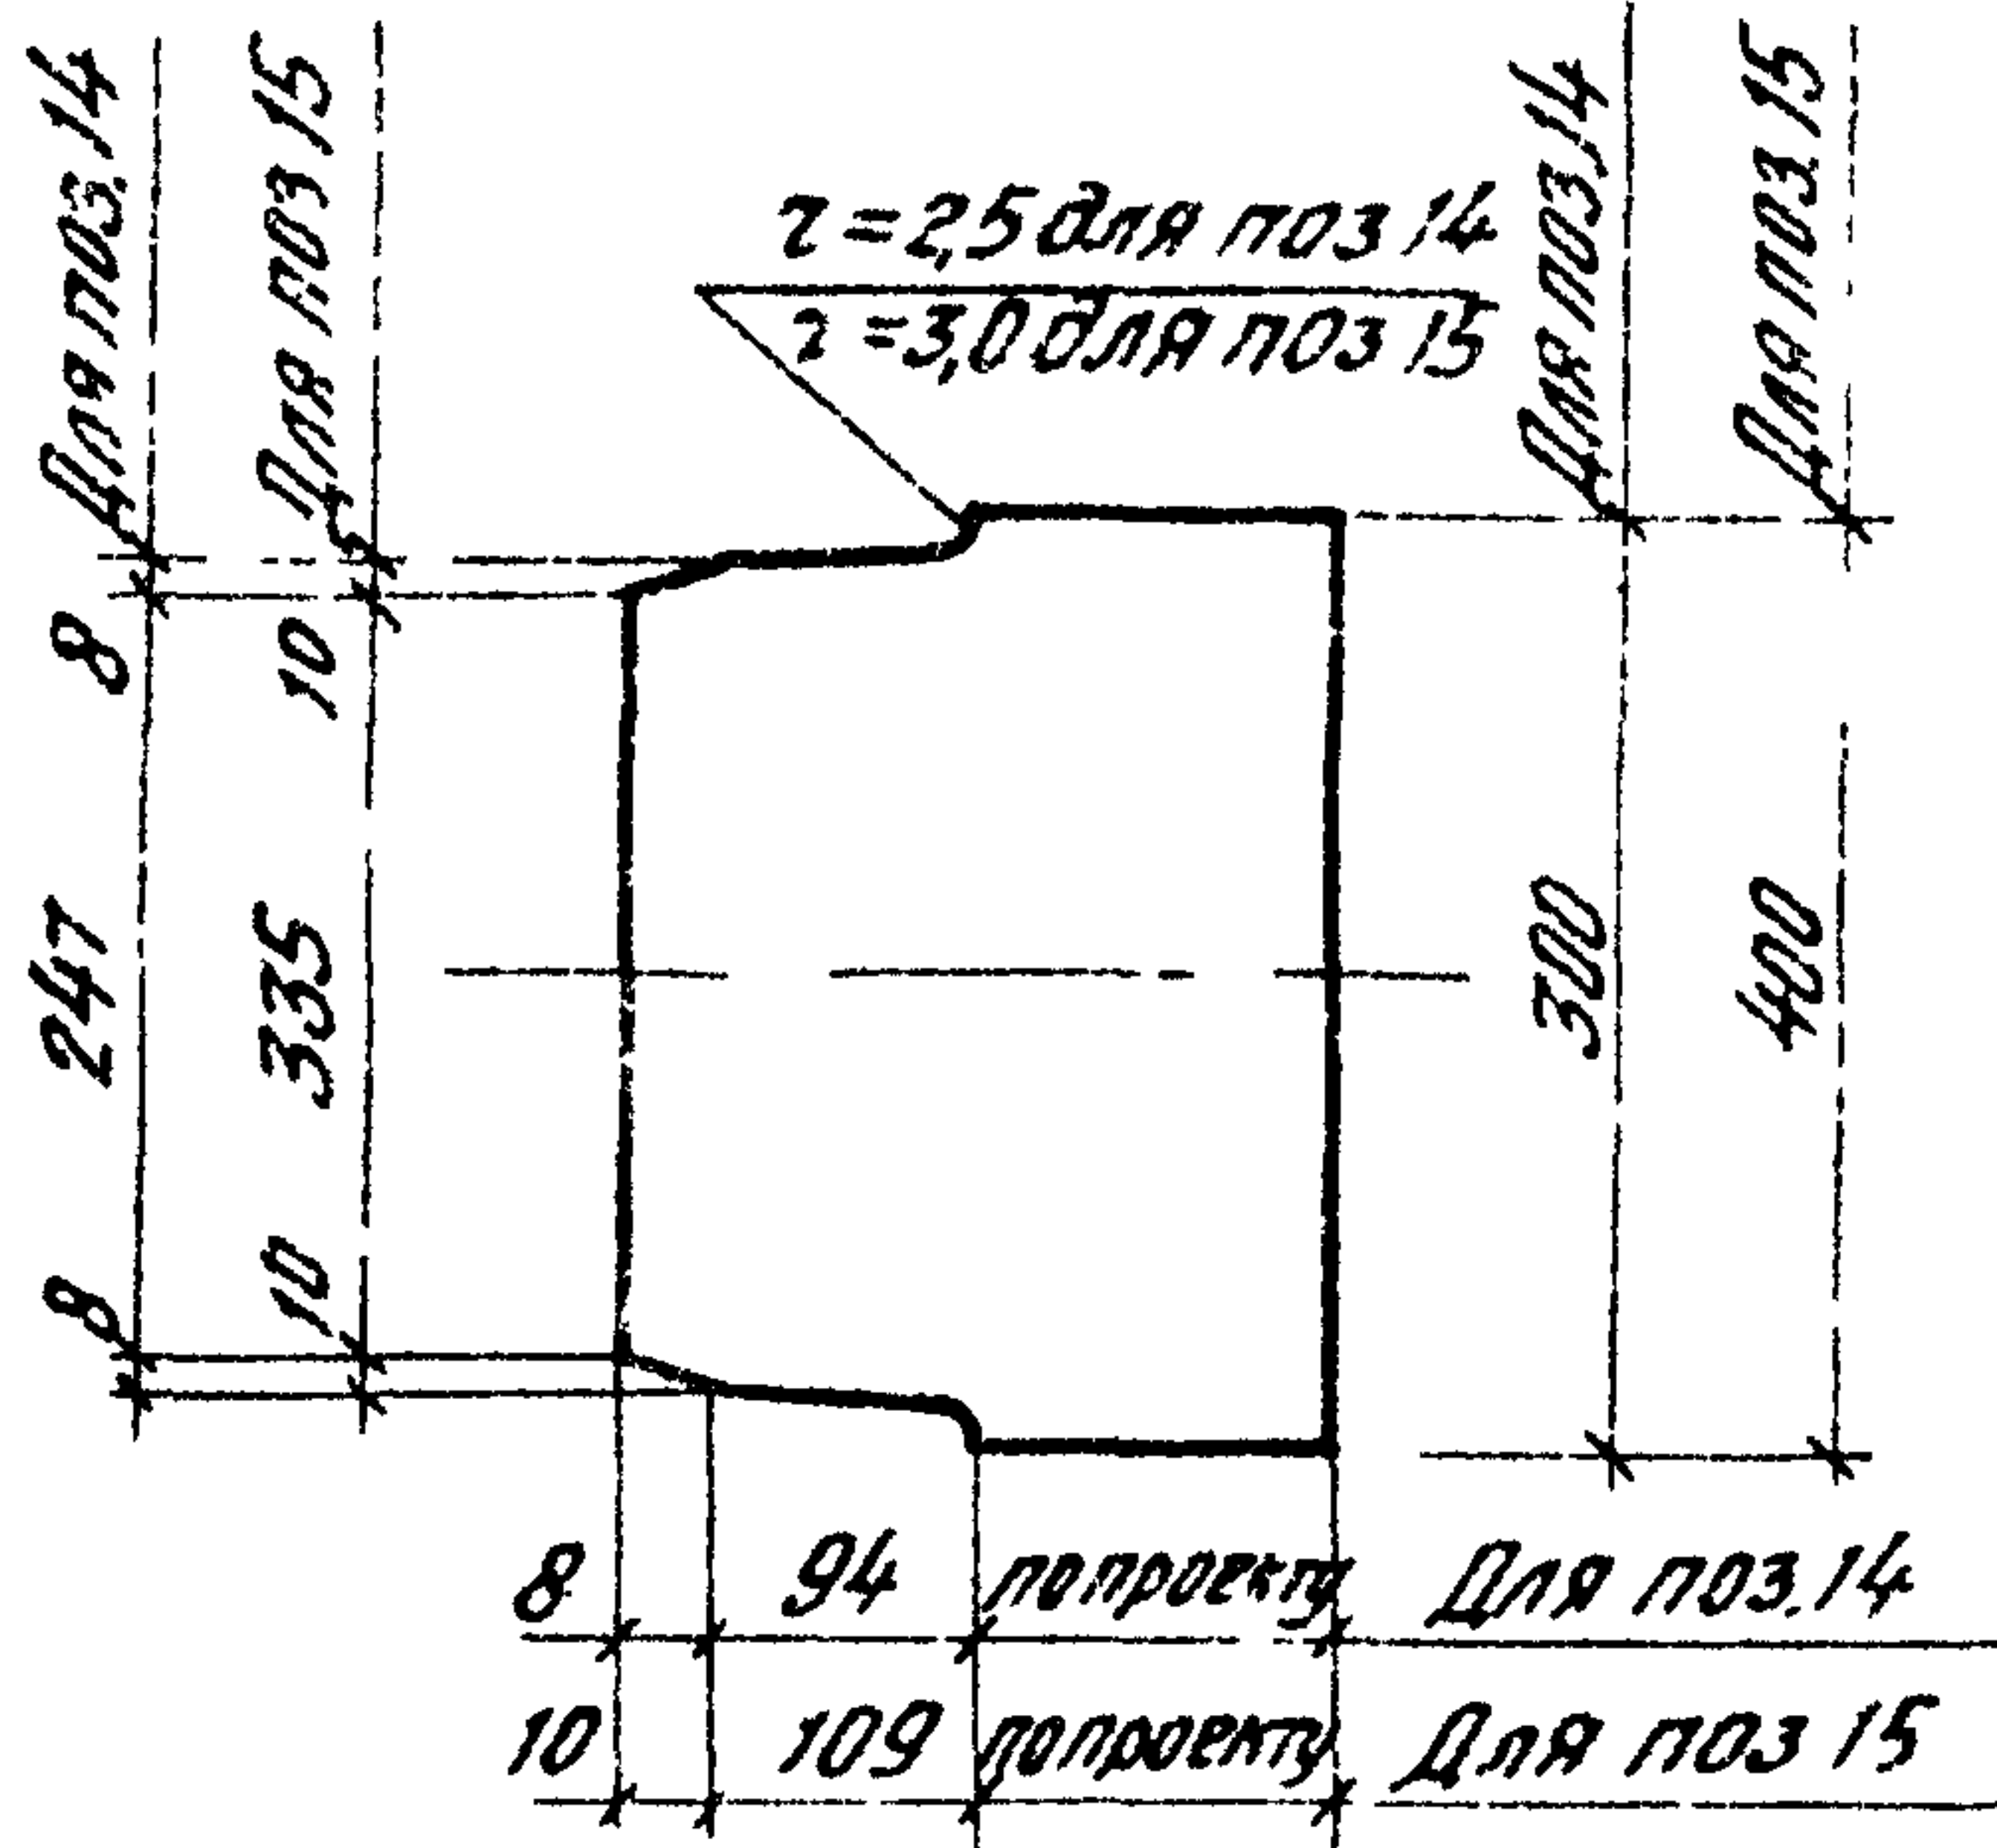 Для поз. 14
Для поз 15
r = 2,5 для поз 14
r = 3,0 для поз 15
Для поз 14
Для поз. 15
8
10
247
335
300
400
8
10
8 94 по проекту Для поз. 14
10 109 по проекту Для поз 15